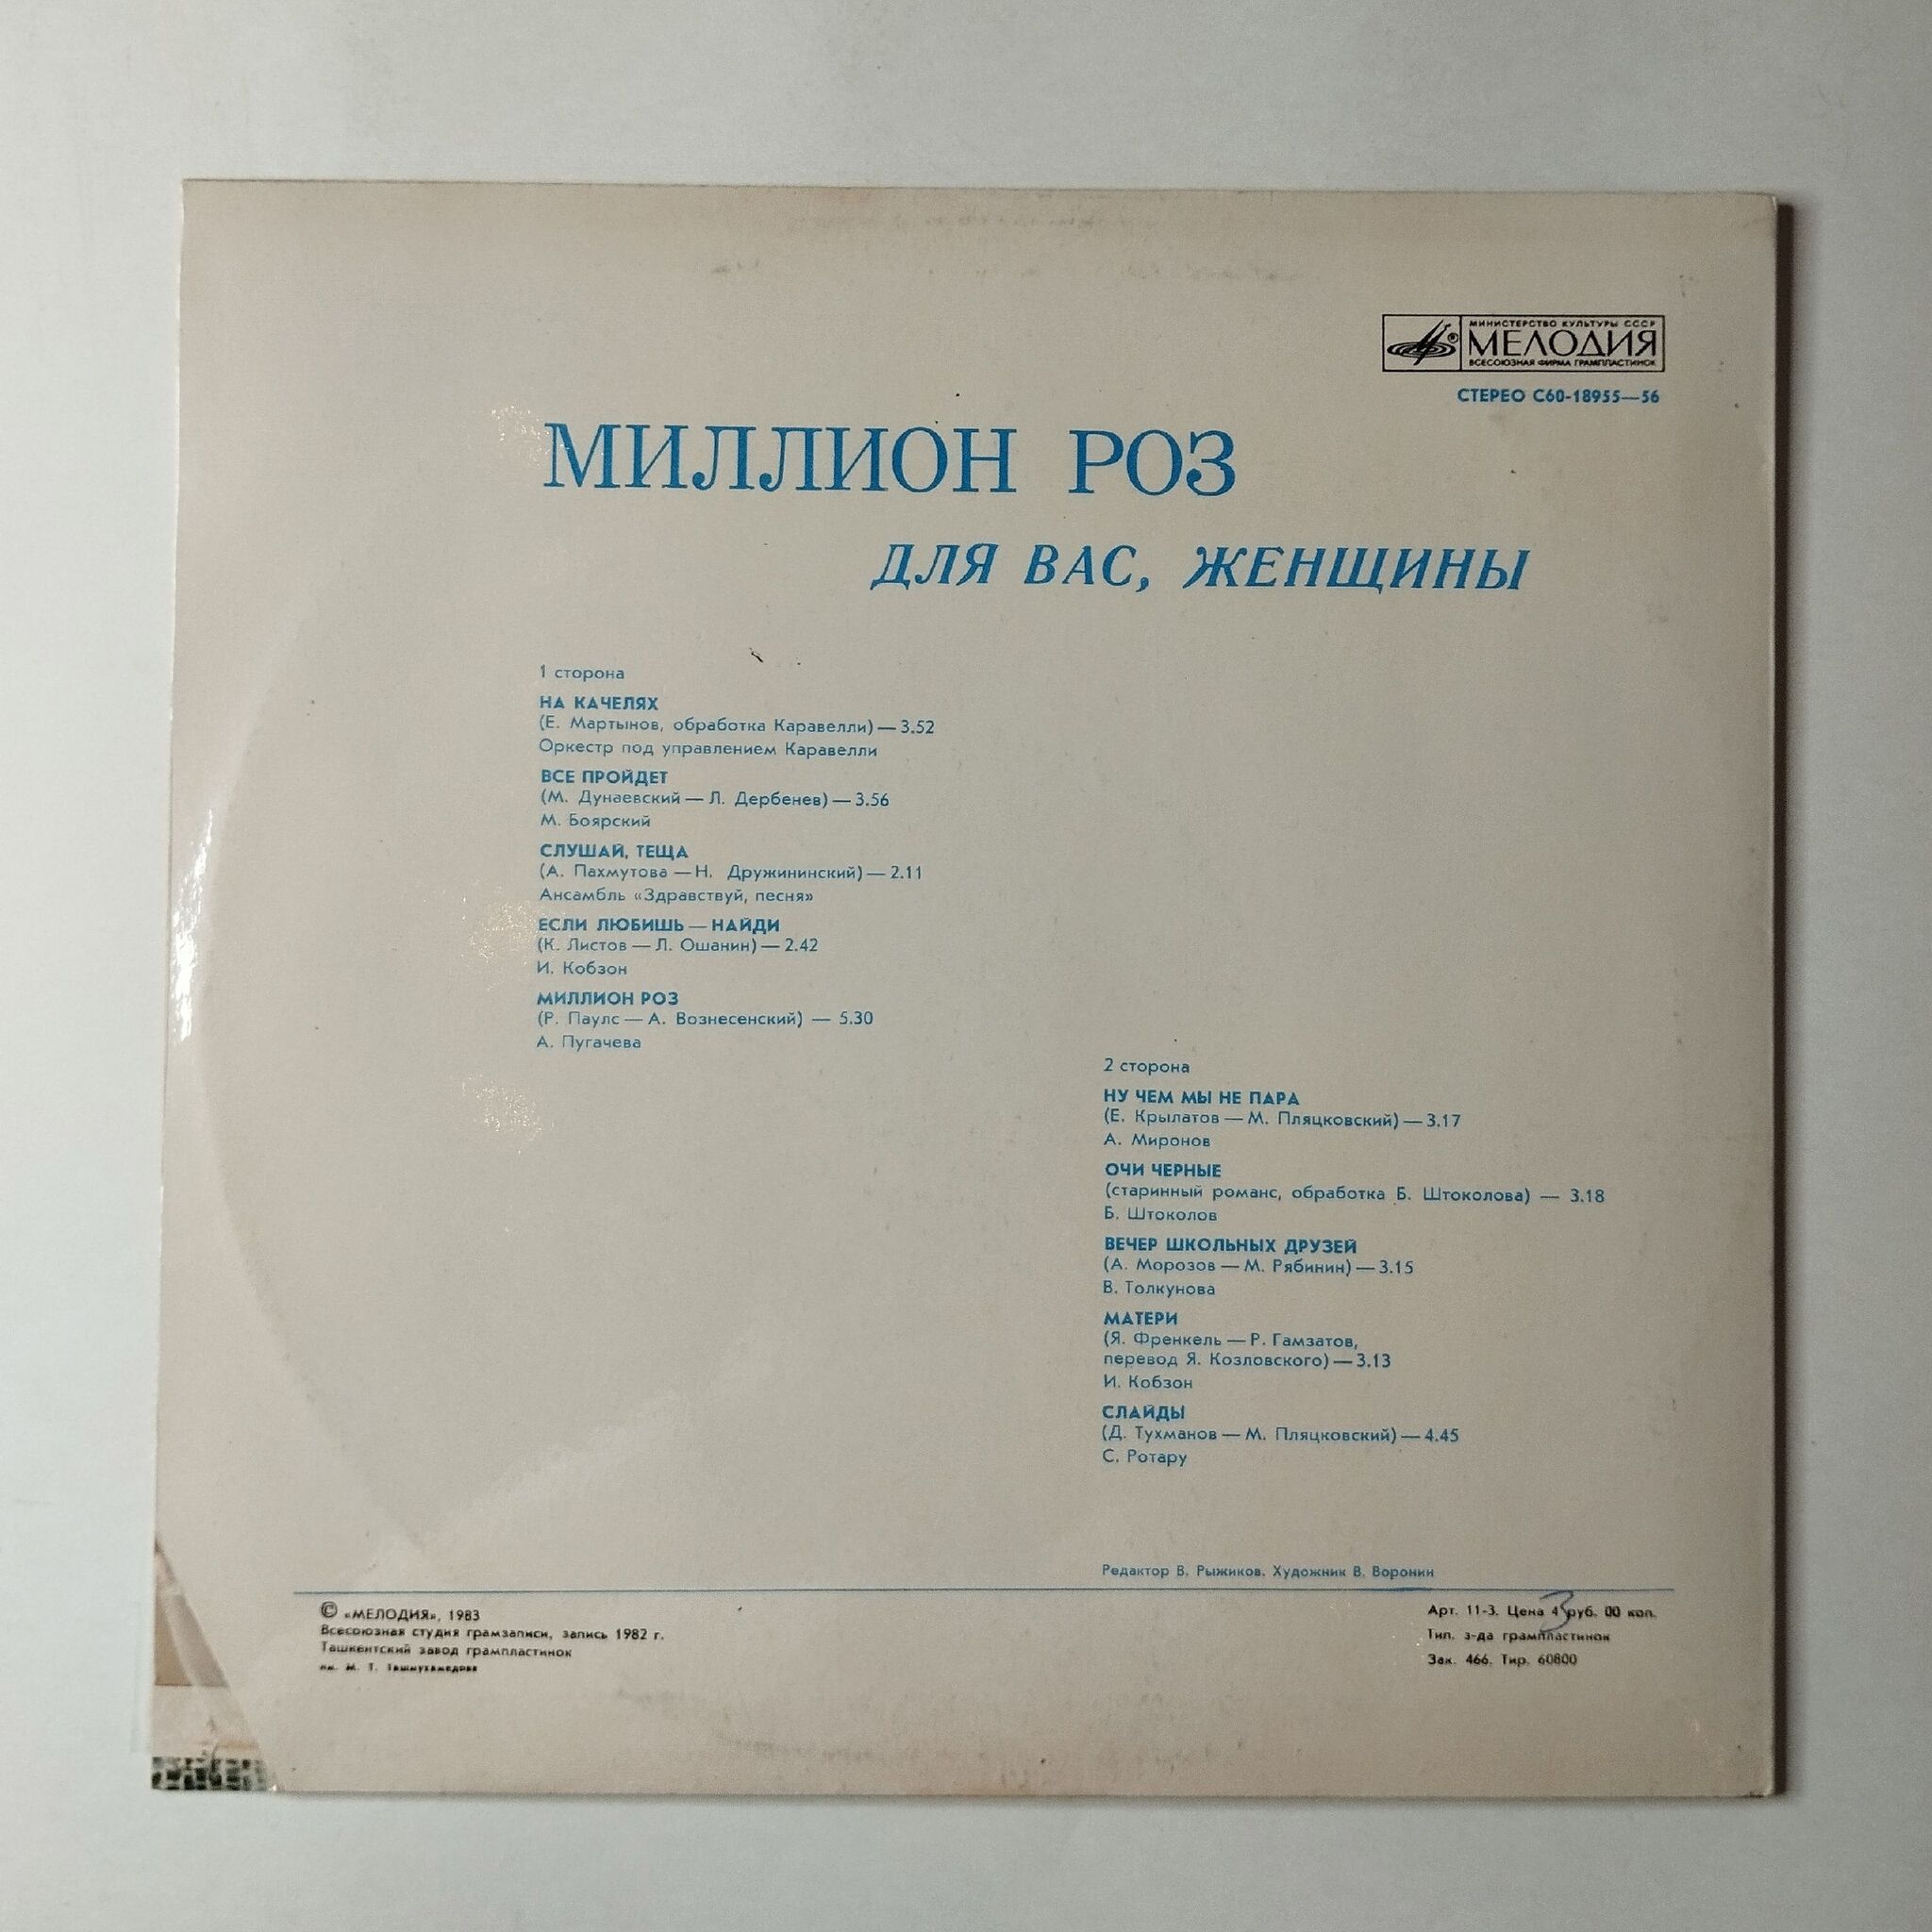 МИНИСТЕРСТВО КУЛЬТУРЫ СССР
МЕЛОДИЯ
ВСЕСОЮЗНАЯ ФИРМА ГРАМПЛАСТИНОК
СТЕРЕО С60-18955—56
МИЛЛИОН РОЗ
ДЛЯ ВАС, ЖЕНЩИНЫ
1 сторона
НА КАЧЕЛЯХ
(Е. Мартынов, обработка Каравелли) — 3.52
Оркестр под управлением Каравелли
ВСЕ ПРОЙДЕТ
(М. Дунаевский — Л. Дербенев) — 3.56
М. Боярский
СЛУШАЙ, ТЕЩА
(А. Пахмутова — Н. Дружининский) — 2.11
Ансамбль «Здравствуй, песня»
ЕСЛИ ЛЮБИШЬ — НАЙДИ
(К. Листов — Л. Ошанин) — 2.42
И. Кобзон
МИЛЛИОН РОЗ
(Р. Паулс — А. Вознесенский) — 5.30
А. Пугачева
2 сторона
НУ ЧЕМ МЫ НЕ ПАРА
(Е. Крылатов — М. Пляцковский) — 3.17
А. Миронов
ОЧИ ЧЕРНЫЕ
(старинный романс, обработка Б. Штоколова) — 3.18
Б. Штоколов
ВЕЧЕР ШКОЛЬНЫХ ДРУЗЕЙ
(А. Морозов — М. Рябинин) — 3.15
В. Толкунова
МАТЕРИ
(Я. Френкель — Р. Гамзатов,
перевод Я. Козловского) — 3.13
И. Кобзон
СЛАЙДЫ
(Д. Тухманов — М. Пляцковский) — 4.45
С. Ротару
Редактор В. Рыжиков. Художник В. Воронин
© «МЕЛОДИЯ», 1983
Всесоюзная студия грамзаписи, запись 1982 г.
Ташкентский завод грампластинок
им. М. Т. Ташмухамедова
Арт. 11-3. Цена 4 3 руб. 00 коп.
Тип. з-да грампластинок
Зак. 466. Тир. 60800